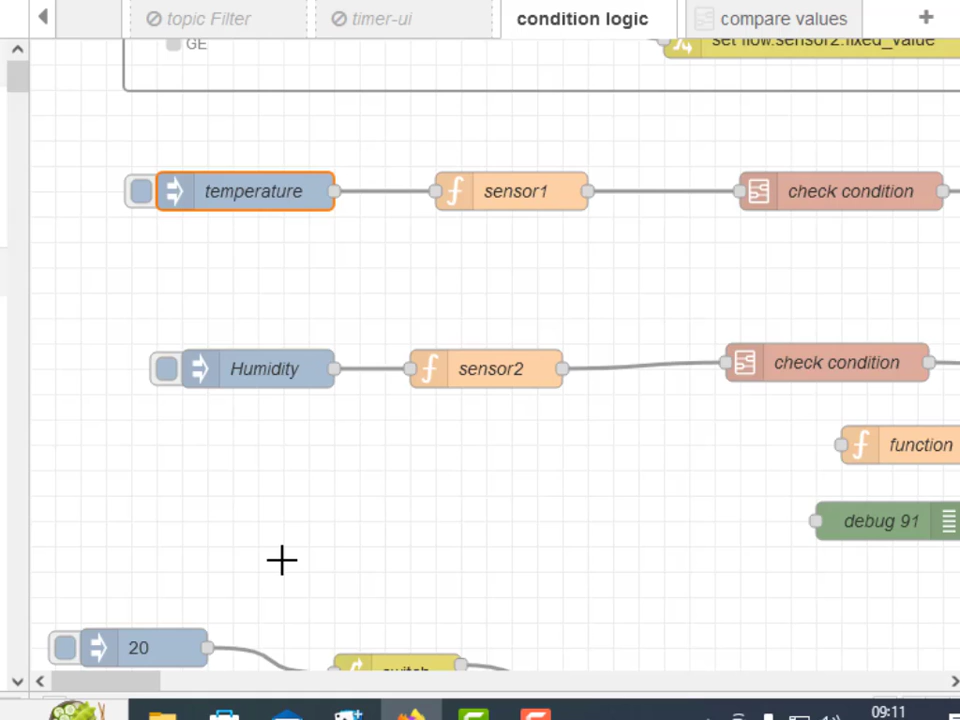 topic Filter
timer-ui
condition logic
compare values
GE
set flow.sensor2.fixed_value
temperature
sensor1
check condition
Humidity
sensor2
check condition
function
debug 91
20
switch
09:11